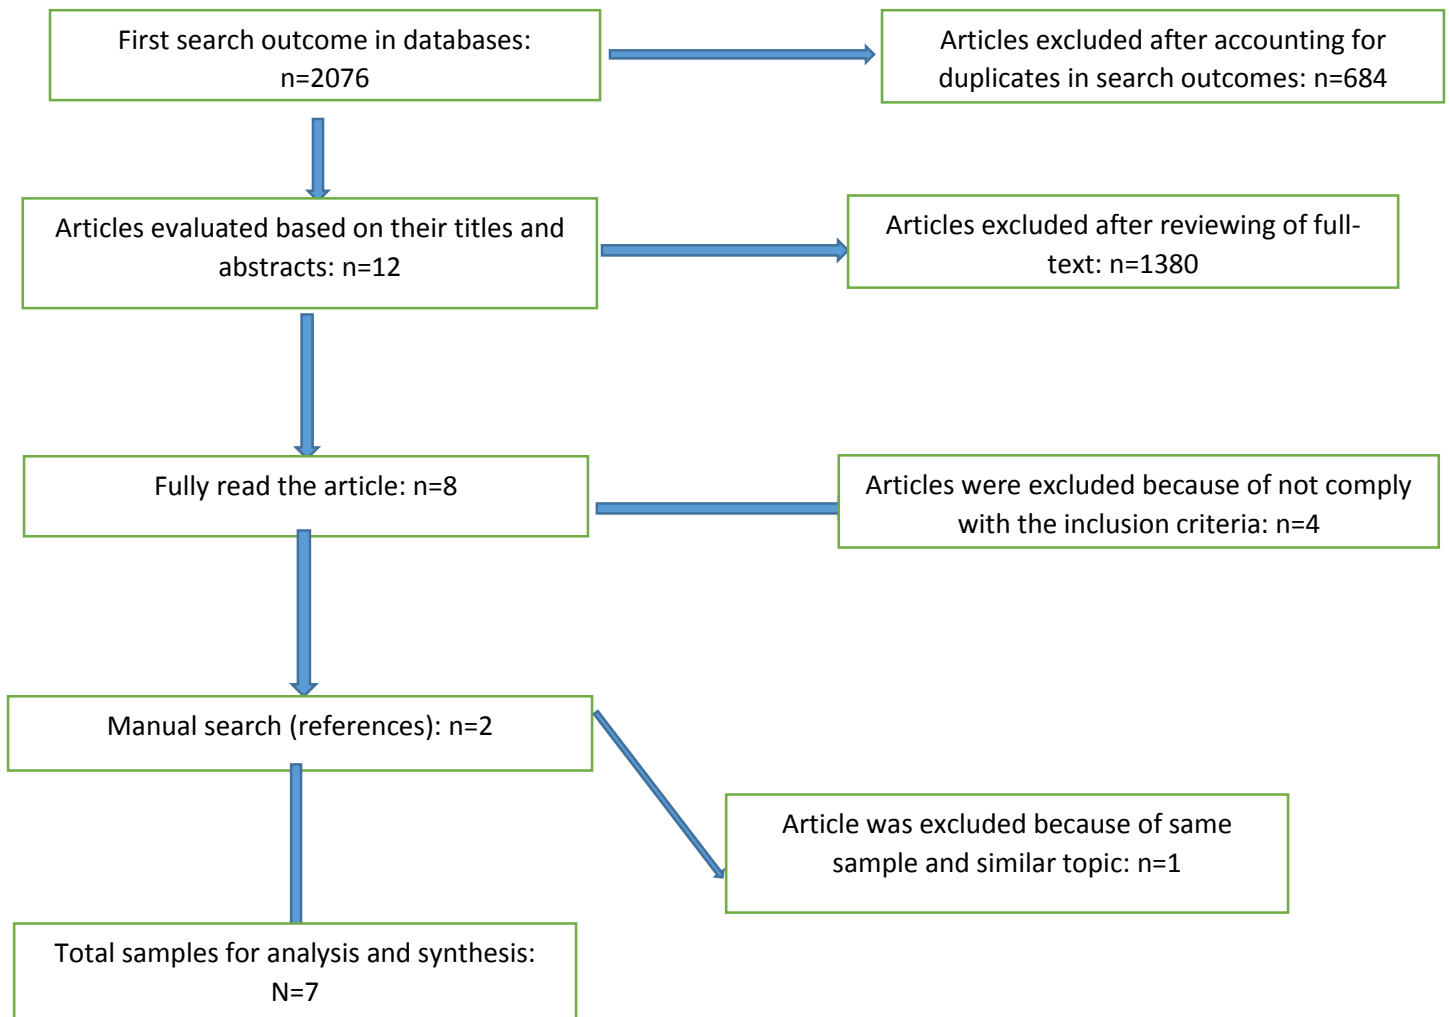 First search outcome in databases:
n=2076
Articles excluded after accounting for
duplicates in search outcomes: n=684
Articles evaluated based on their titles and
abstracts: n=12
Articles excluded after reviewing of full-
text: n=1380
Fully read the article: n=8
Articles were excluded because of not comply
with the inclusion criteria: n=4
Manual search (references): n=2
Article was excluded because of same
sample and similar topic: n=1
Total samples for analysis and synthesis:
N=7